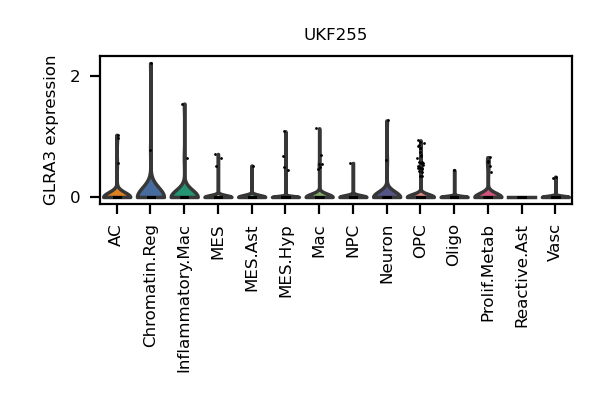 UKF255
GLRA3 expression
2
0
AC
Chromatin.Reg
Inflammatory.Mac
MES
MES.Ast
MES.Hyp
Mac
NPC
Neuron
OPC
Oligo
Prolif.Metab
Reactive.Ast
Vasc